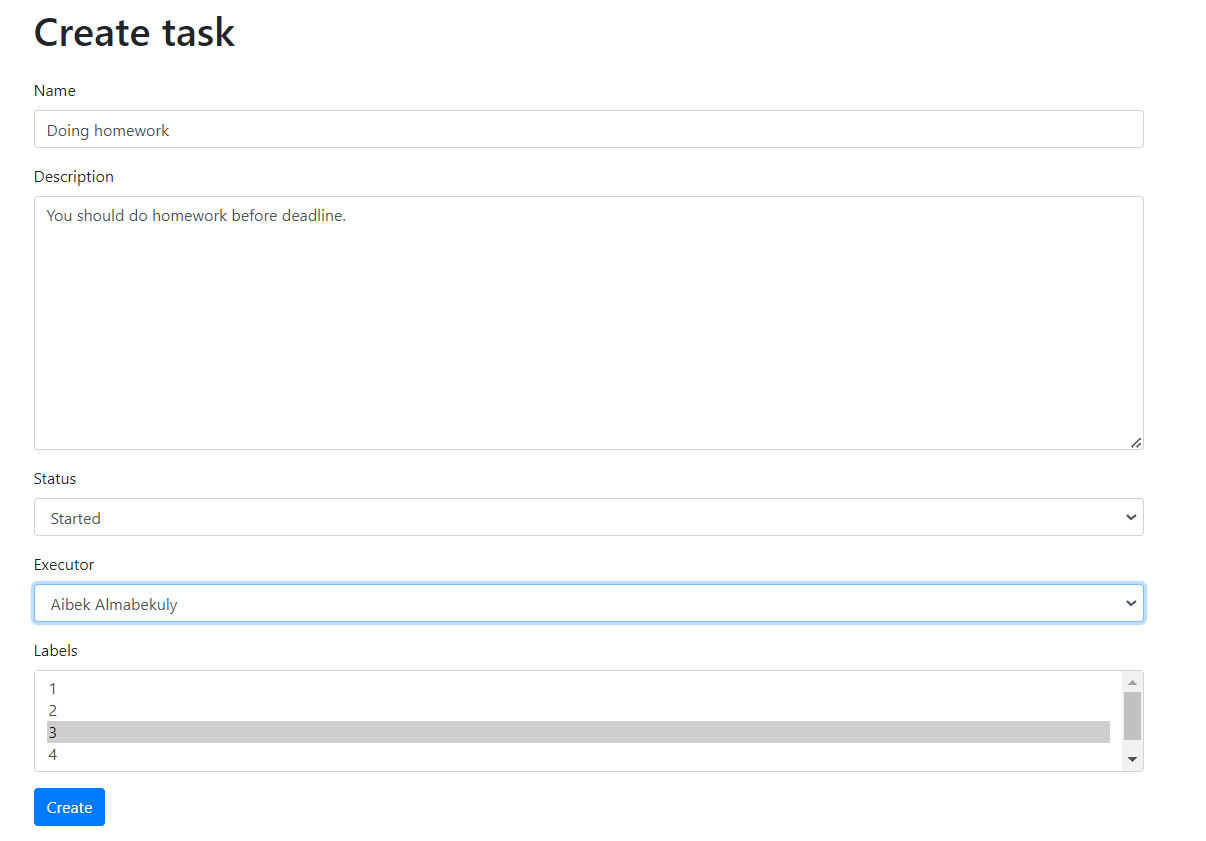 Create task
Name
Doing homework
Description
You should do homework before deadline.
Status
Started
Executor
Aibek Almabekuly
Labels
1
2
3
4
Create